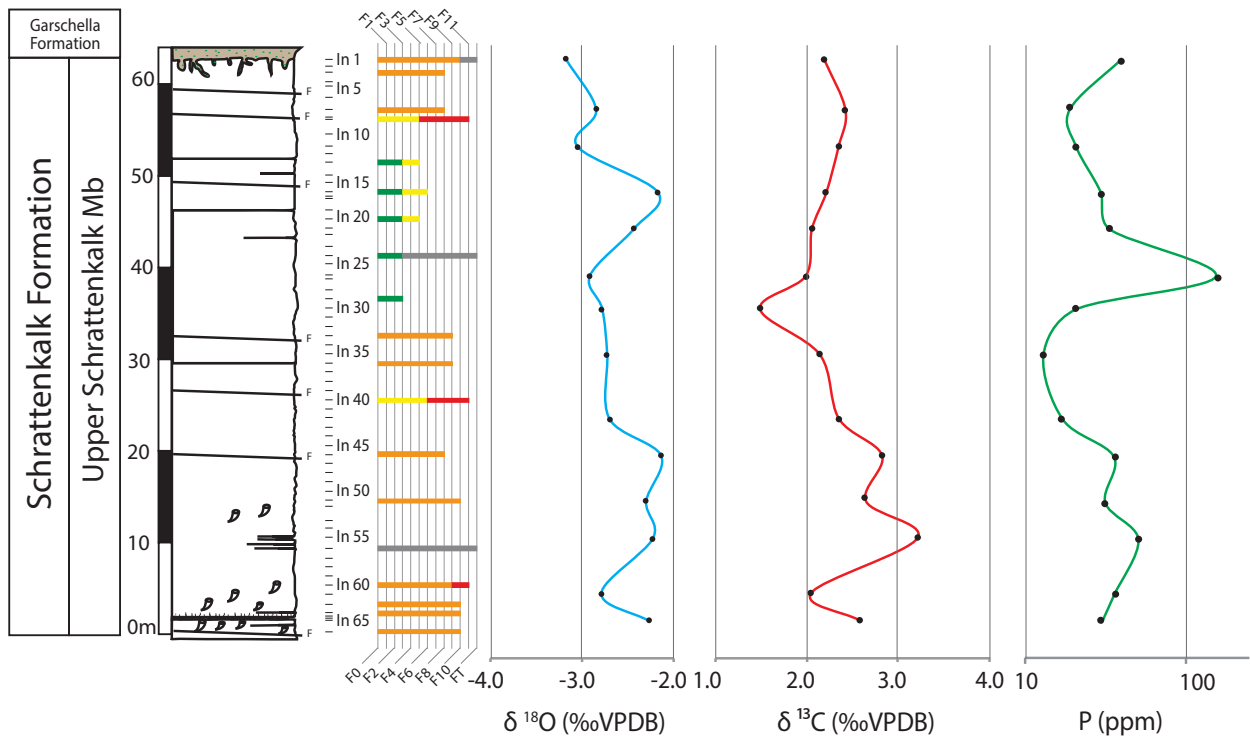 Garschella
Formation
Schrattenkalk Formation
Upper Schrattenkalk Mb
60
50
40
30
20
10
0m
F
F
F
F
F
F
F
In 1
In 5
In 10
In 15
In 20
In 25
In 30
In 35
In 40
In 45
In 50
In 55
In 60
In 65
F1 F3 F5 F7 F9 F11
F0 F2 F4 F6 F8 F10 FT
-4.0 -3.0 -2.0
δ 18O (‰VPDB)
1.0 2.0 3.0 4.0
δ 13C (‰VPDB)
10 100
P (ppm)